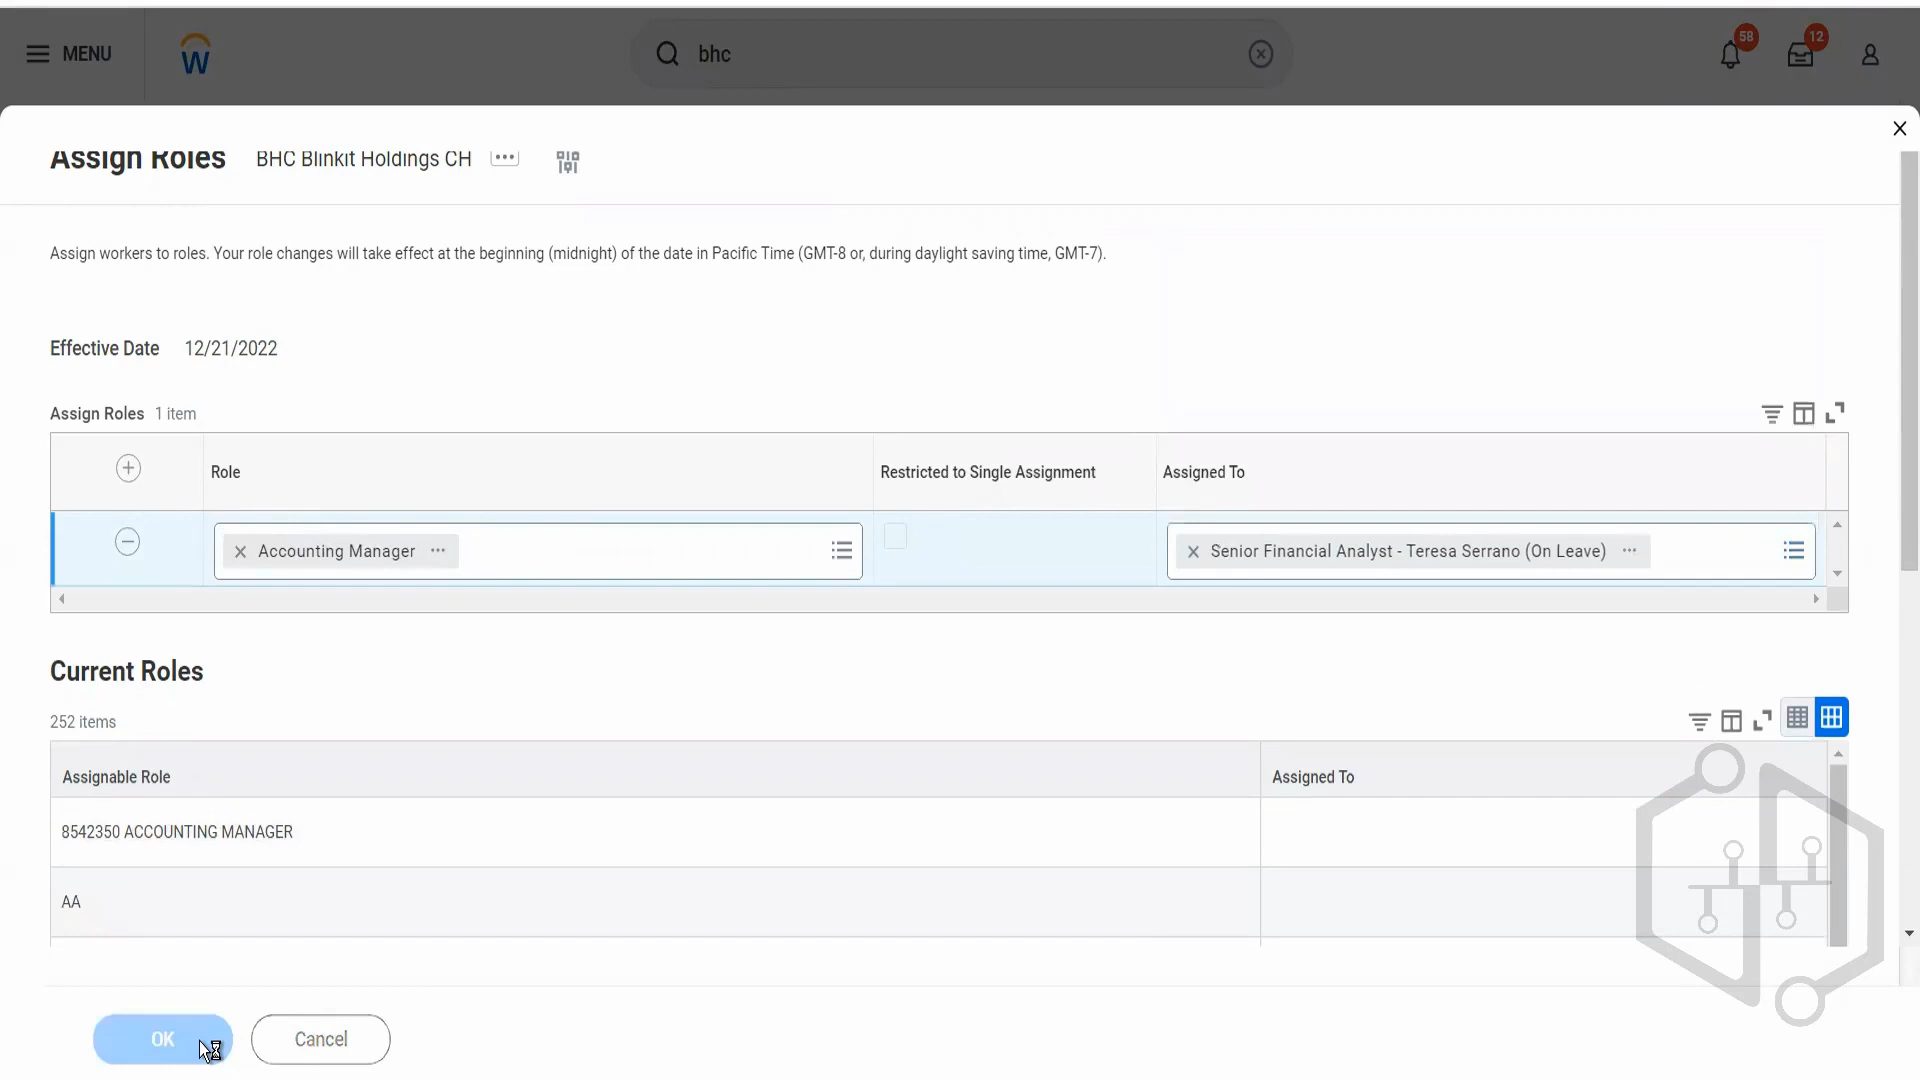 MENU
W
bhc
58
12
Assign Roles BHC Blinkit Holdings CH
Assign workers to roles. Your role changes will take effect at the beginning (midnight) of the date in Pacific Time (GMT-8 or, during daylight saving time, GMT-7).
Effective Date 12/21/2022
Assign Roles 1 item
Role Restricted to Single Assignment Assigned To
Accounting Manager Senior Financial Analyst - Teresa Serrano (On Leave)
Current Roles
252 items
Assignable Role Assigned To
8542350 ACCOUNTING MANAGER
AA
OK Cancel